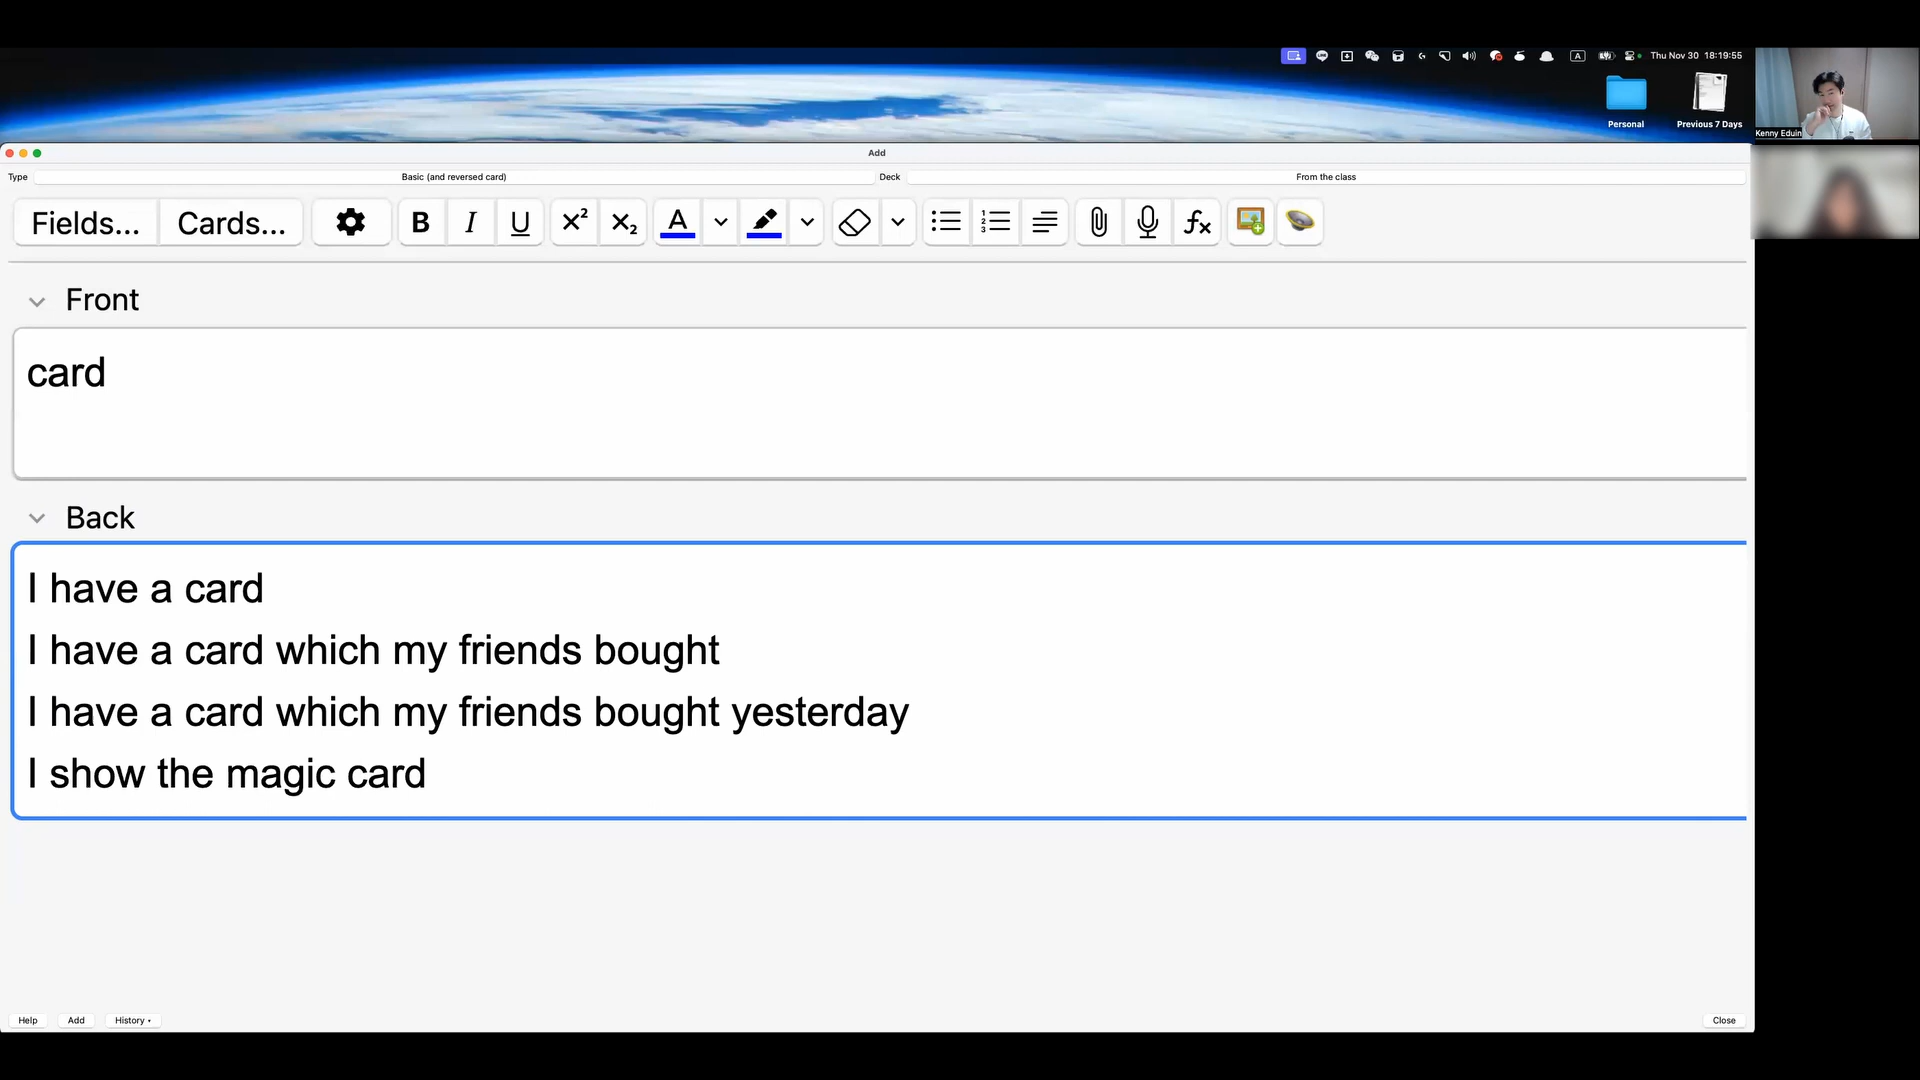 Thu Nov 30 18:19:55
Personal
Previous 7 Days
Kenny Eduin
Add
Type
Basic (and reversed card)
Deck
From the class
Fields...
Cards...
Front
card
Back
I have a card
I have a card which my friends bought
I have a card which my friends bought yesterday
I show the magic card
Help
Add
History
Close